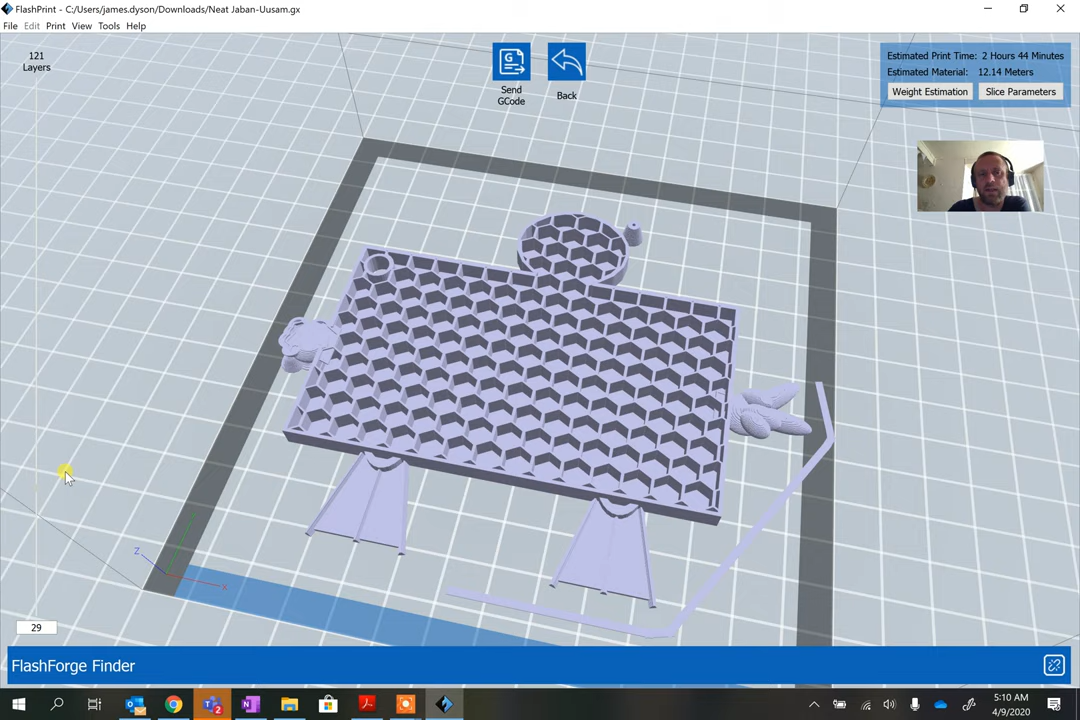 FlashPrint - C:/Users/james.dyson/Downloads/Neat Jaban-Uusam.gx
File Edit Print View Tools Help
121
Layers
Send
GCode
Back
Estimated Print Time: 2 Hours 44 Minutes
Estimated Material: 12.14 Meters
Weight Estimation
Slice Parameters
Z
X
29
FlashForge Finder
2
5:10 AM
4/9/2020